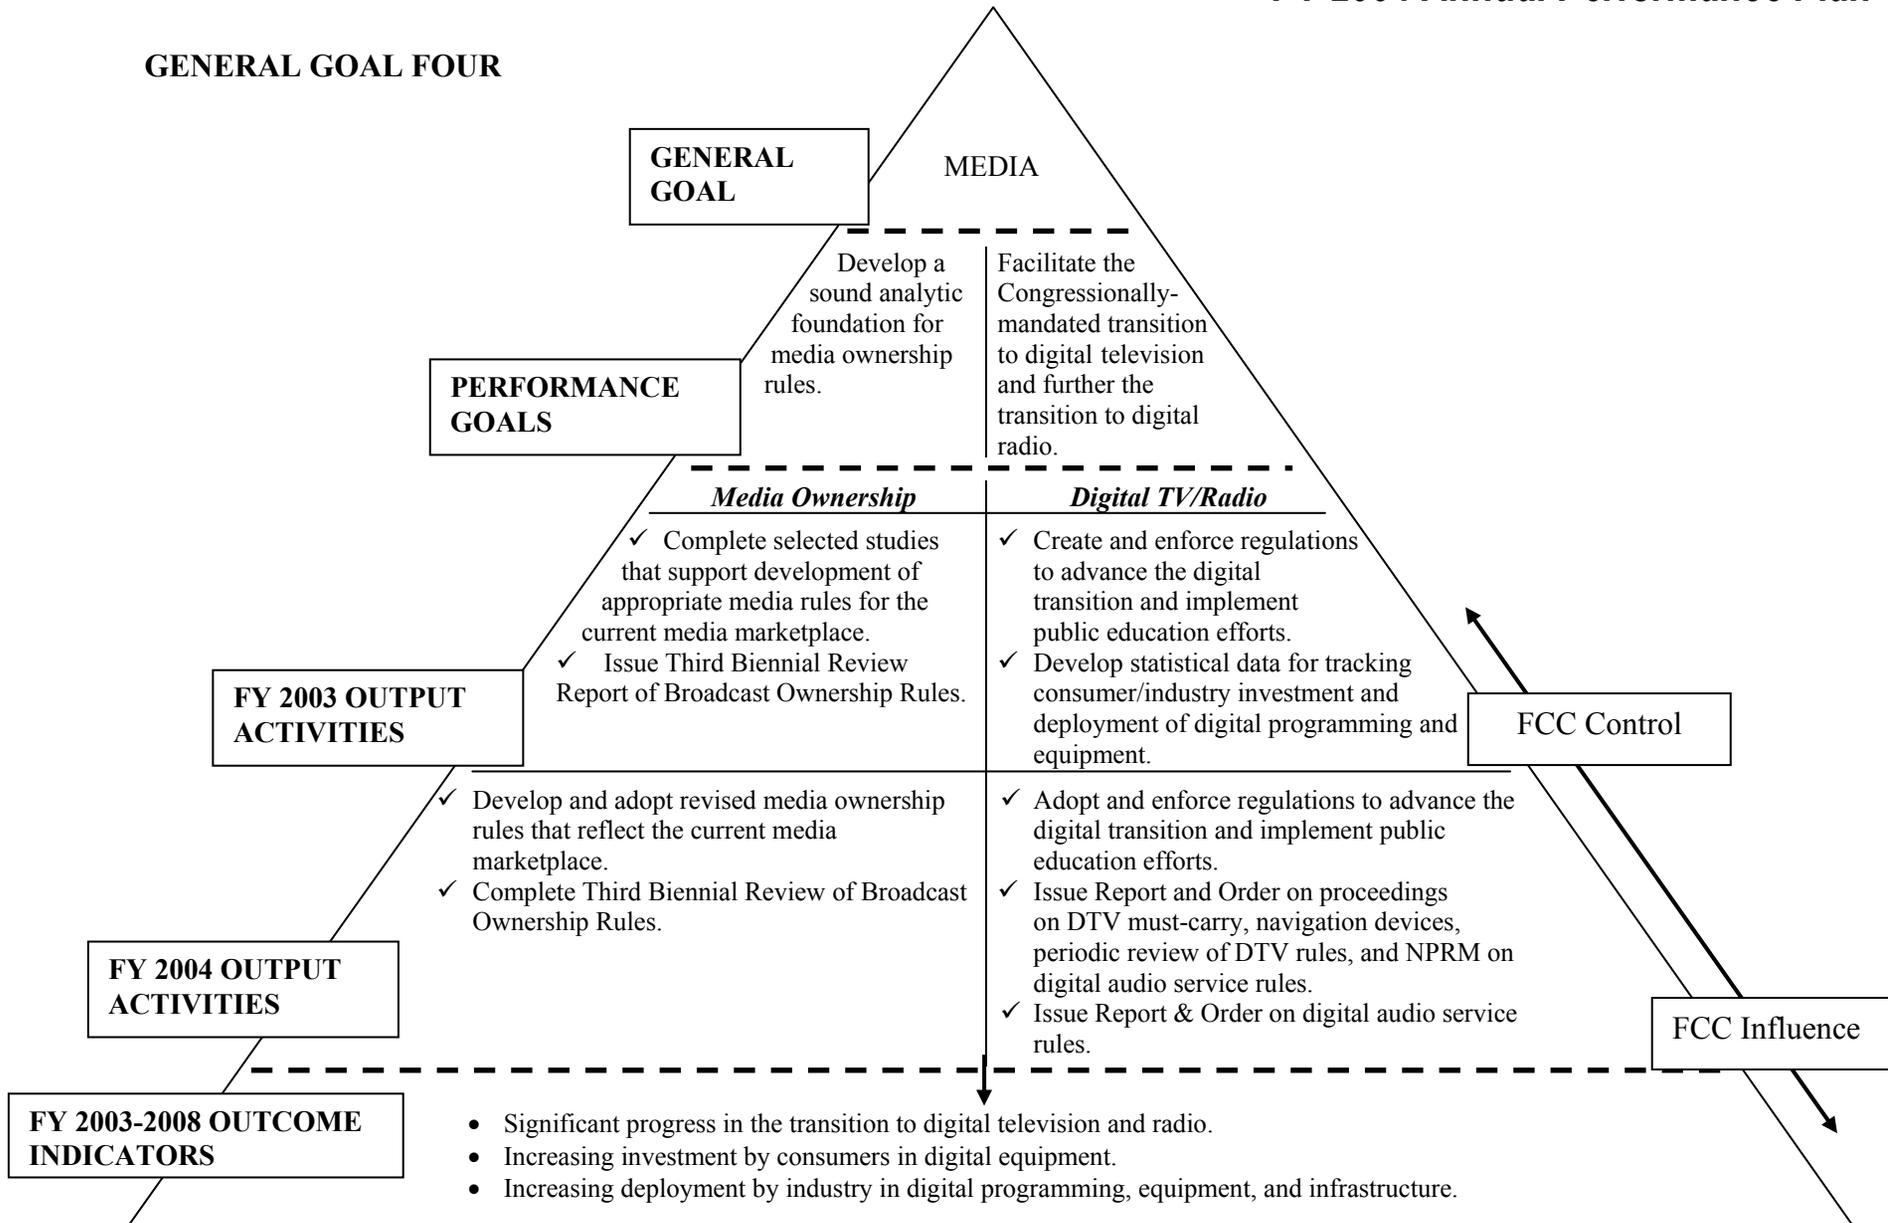 GENERAL GOAL FOUR
GENERAL
GOAL
MEDIA
Develop a
sound analytic
foundation for
media ownership
rules.
Facilitate the
Congressionally-
mandated transition
to digital television
and further the
transition to digital
radio.
PERFORMANCE
GOALS
Media Ownership
Digital TV/Radio
✓ Complete selected studies
that support development of
appropriate media rules for the
current media marketplace.
✓ Issue Third Biennial Review
Report of Broadcast Ownership Rules.
✓ Create and enforce regulations
to advance the digital
transition and implement
public education efforts.
✓ Develop statistical data for tracking
consumer/industry investment and
deployment of digital programming and
equipment.
FY 2003 OUTPUT
ACTIVITIES
FCC Control
✓ Develop and adopt revised media ownership
rules that reflect the current media
marketplace.
✓ Complete Third Biennial Review of Broadcast
Ownership Rules.
✓ Adopt and enforce regulations to advance the
digital transition and implement public
education efforts.
✓ Issue Report and Order on proceedings
on DTV must-carry, navigation devices,
periodic review of DTV rules, and NPRM on
digital audio service rules.
✓ Issue Report & Order on digital audio service
rules.
FY 2004 OUTPUT
ACTIVITIES
FCC Influence
FY 2003-2008 OUTCOME
INDICATORS
• Significant progress in the transition to digital television and radio.
• Increasing investment by consumers in digital equipment.
• Increasing deployment by industry in digital programming, equipment, and infrastructure.